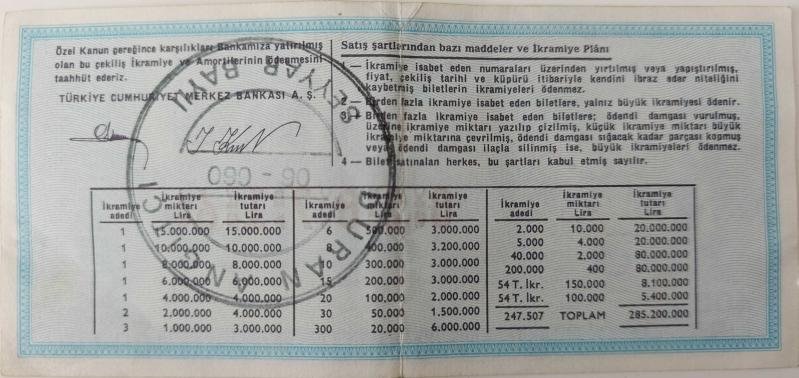 Özel Kanun gereğince karşılıkları Bankamıza yatırılmış
olan bu çekiliş İkramiye ve Amortilerinin ödenmesini
taahhüt ederiz.
TÜRKİYE CUMHURİYET MERKEZ BANKASI A. Ş.
Satış şartlerından bazı maddeler ve İkramiye Plânı
1 — İkramiye isabet eden numaraları üzerinden yırtılmış veya yapıştırılmış,
fiyat, çekiliş tarihi ve küpürü itibariyle kendini ibraz eder niteliğini
kaybetmiş biletlerin ikramiyeleri ödenmez.
2 — Birden fazla ikramiye isabet eden biletlere, yalnız büyük ikramiyesi ödenir.
3 — Birden fazla ikramiye isabet eden biletlere; ödendi damgası vurulmuş,
üzerine ikramiye miktarı yazılıp çizilmiş, küçük ikramiye miktarı büyük
ikramiye miktarına çevrilmiş, ödendi damgası sığacak kadar parçası kopmuş
veya ödendi damgası ilaçla silinmiş ise, büyük ikramiyeleri ödenmez.
4 — Bilet satınalan herkes, bu şartları kabul etmiş sayılır.
SEYYAR BAYİ
DURAN ANGICI
090 - 90
İkramiye adedi İkramiye miktarı Lira İkramiye tutarı Lira İkramiye adedi İkramiye miktarı Lira İkramiye tutarı Lira İkramiye adedi İkramiye miktarı Lira İkramiye tutarı Lira
1 15.000.000 15.000.000 6 500.000 3.000.000 2.000 10.000 20.000.000
1 10.000.000 10.000.000 8 400.000 3.200.000 5.000 4.000 20.000.000
1 8.000.000 8.000.000 10 300.000 3.000.000 40.000 2.000 80.000.000
1 6.000.000 6.000.000 15 200.000 3.000.000 200.000 400 80.000.000
1 4.000.000 4.000.000 20 100.000 2.000.000 54 T. İkr. 150.000 8.100.000
2 2.000.000 4.000.000 30 50.000 1.500.000 54 T. İkr. 100.000 5.400.000
3 1.000.000 3.000.000 300 20.000 6.000.000 247.507 TOPLAM 285.200.000